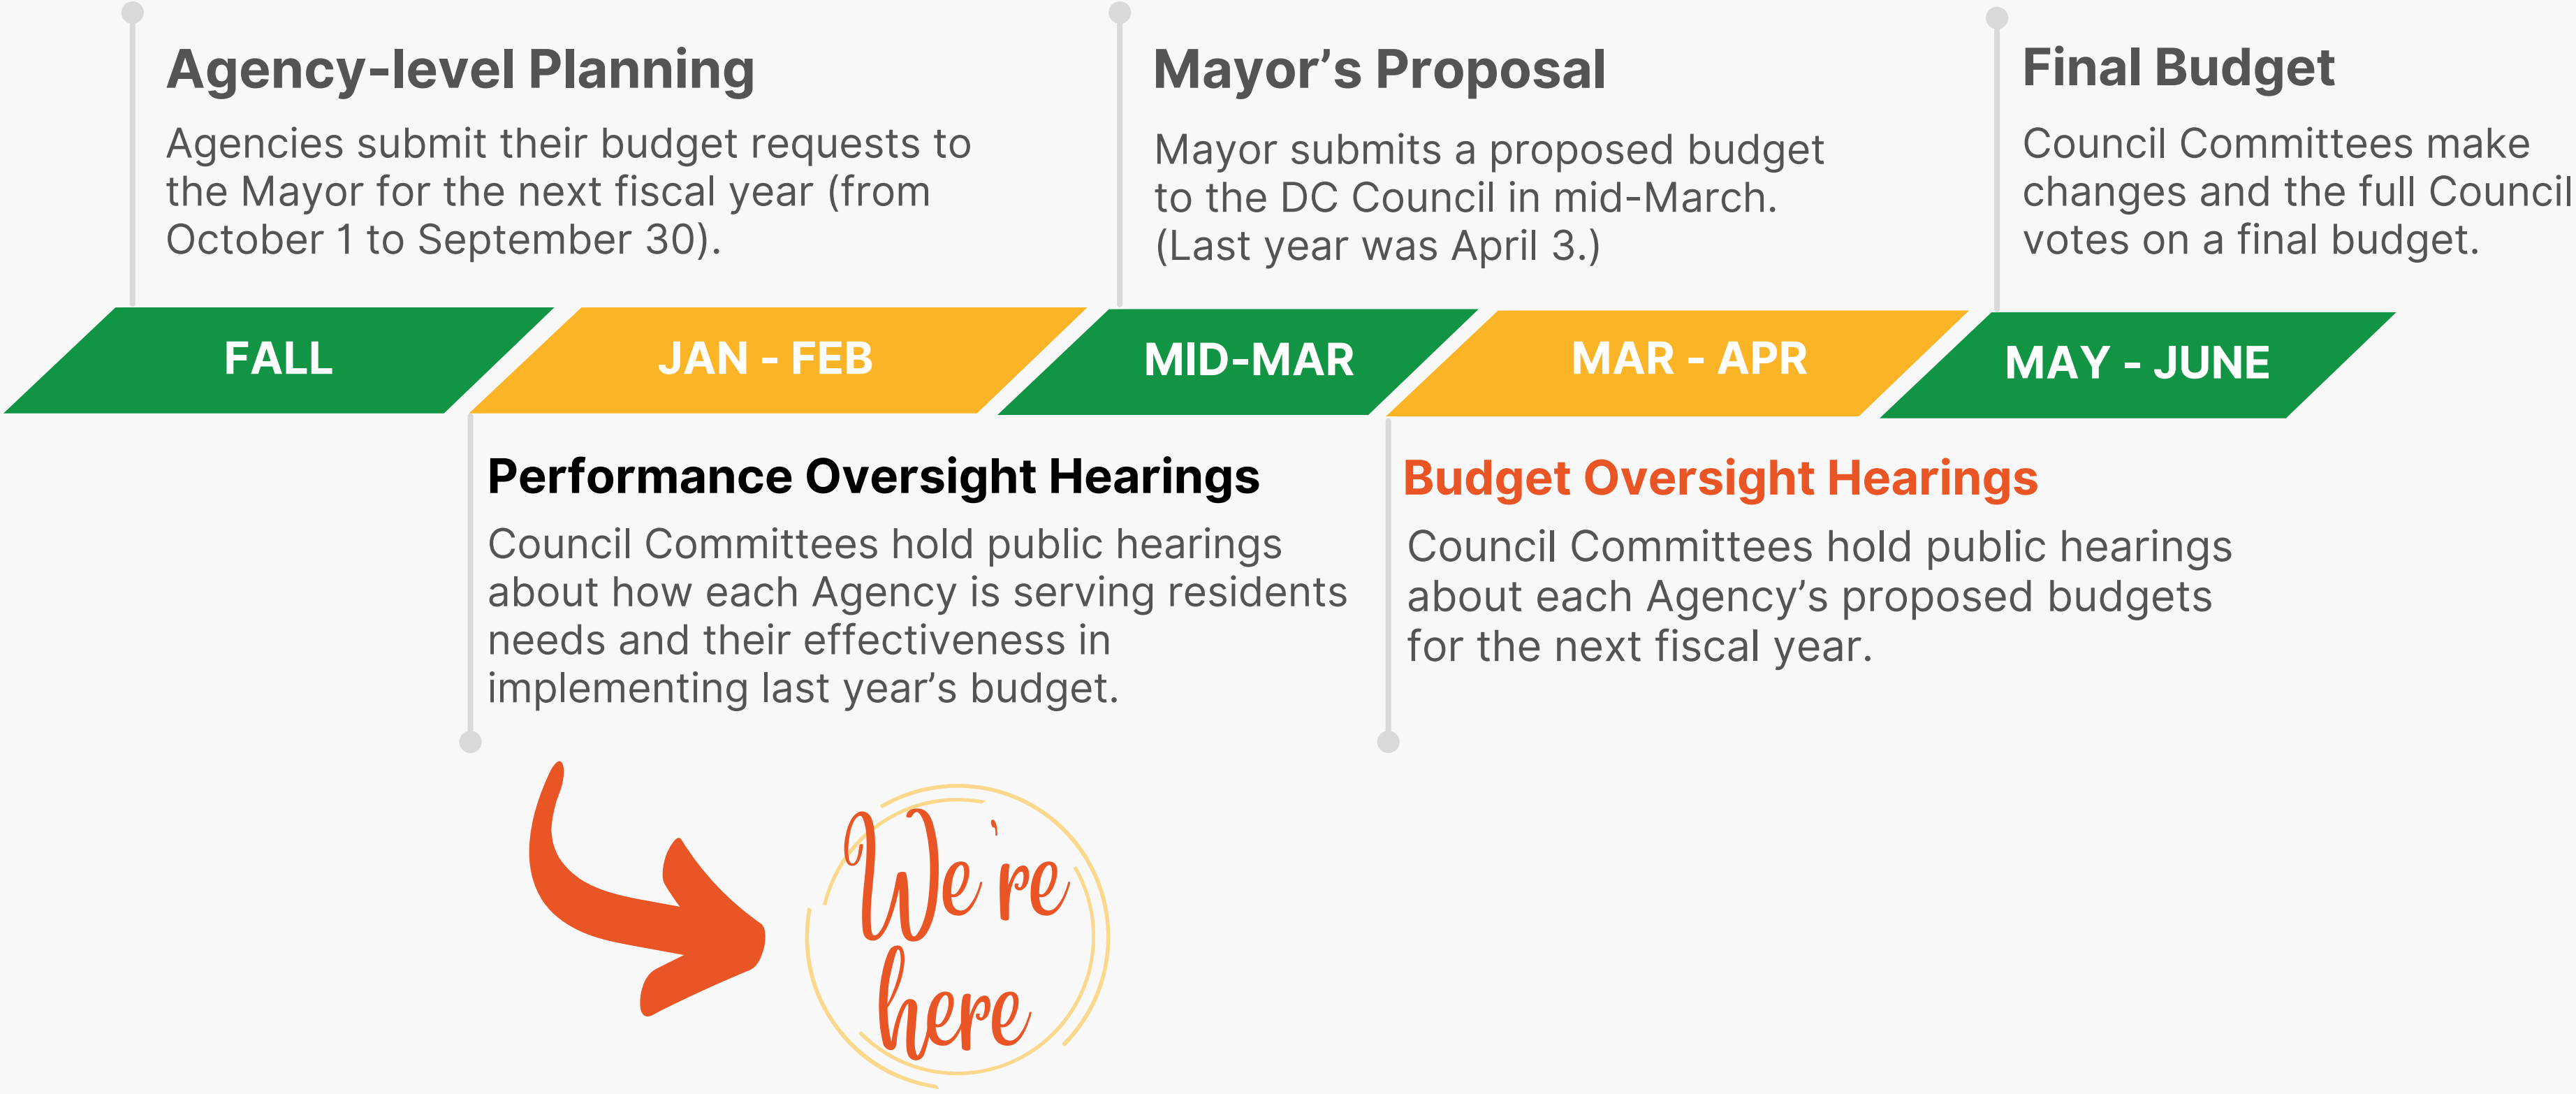 Agency-level Planning
Agencies submit their budget requests to
the Mayor for the next fiscal year (from
October 1 to September 30).
Mayor’s Proposal
Mayor submits a proposed budget
to the DC Council in mid-March.
(Last year was April 3.)
Final Budget
Council Committees make
changes and the full Council
votes on a final budget.
FALL
JAN - FEB
MID-MAR
MAR - APR
MAY - JUNE
Performance Oversight Hearings
Council Committees hold public hearings
about how each Agency is serving residents
needs and their effectiveness in
implementing last year’s budget.
Budget Oversight Hearings
Council Committees hold public hearings
about each Agency’s proposed budgets
for the next fiscal year.
We're
here